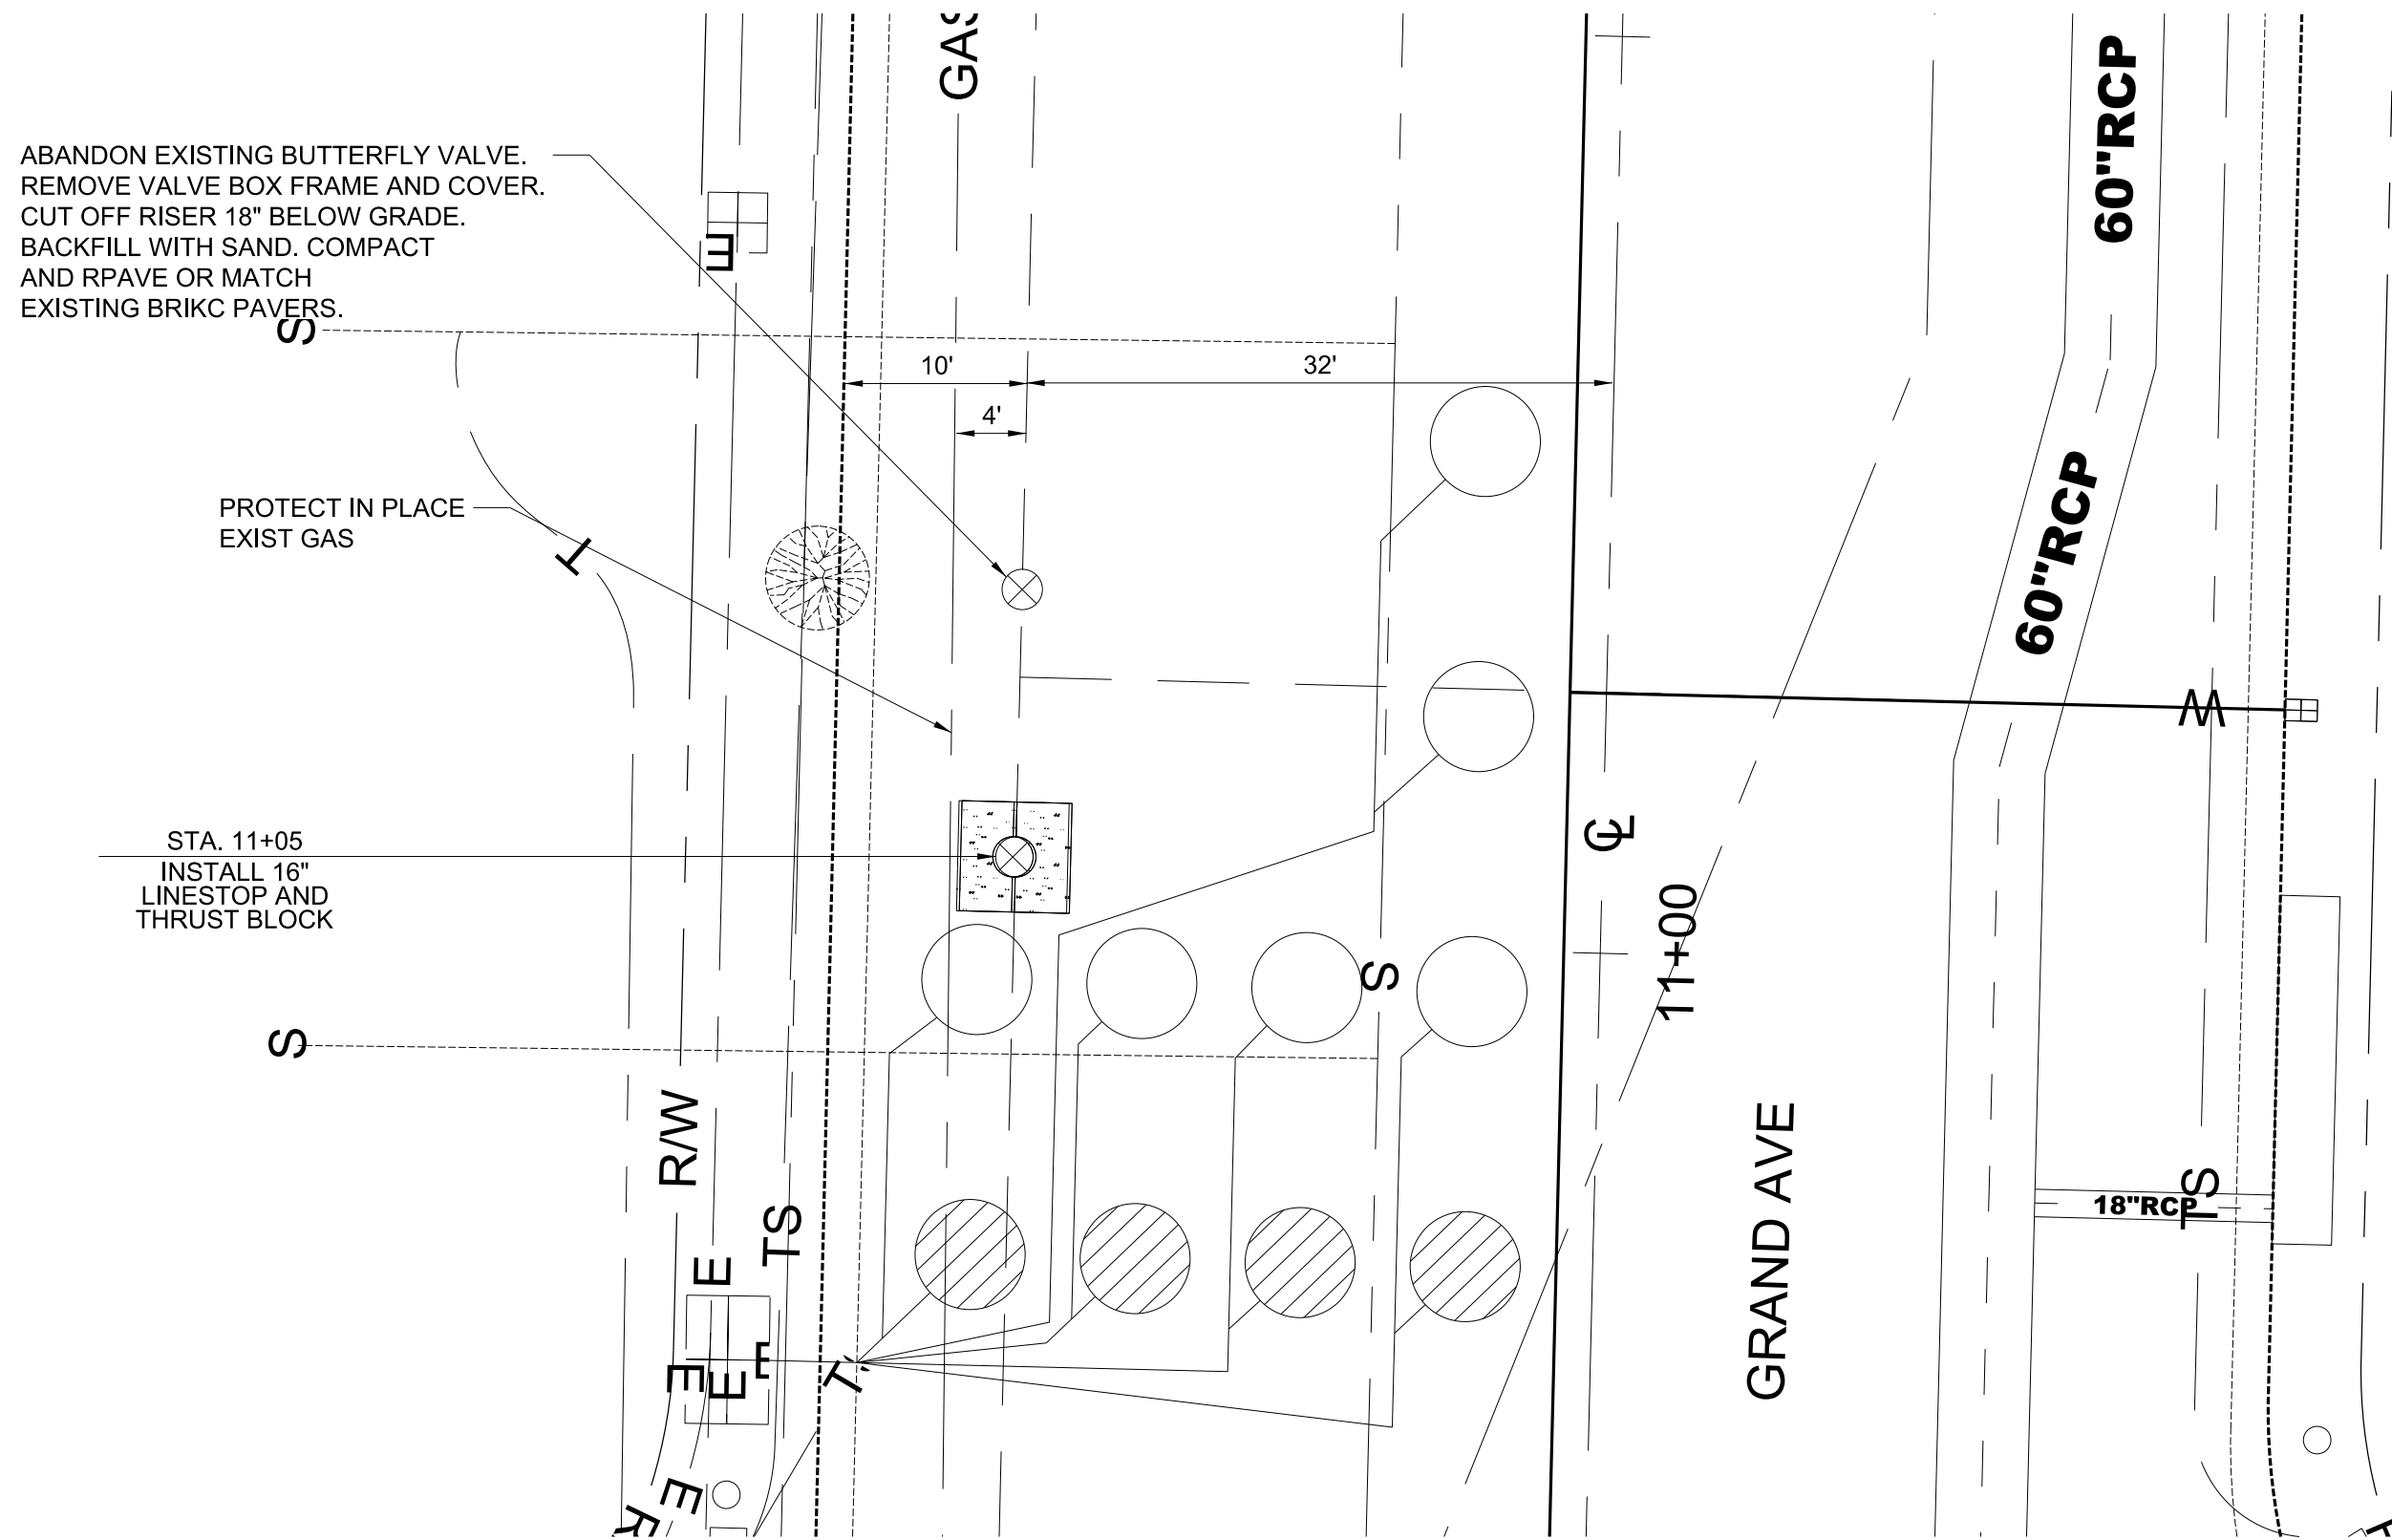 GAS
60"RCP
ABANDON EXISTING BUTTERFLY VALVE.
REMOVE VALVE BOX FRAME AND COVER.
CUT OFF RISER 18" BELOW GRADE.
BACKFILL WITH SAND. COMPACT
AND RPAVE OR MATCH
EXISTING BRIKC PAVERS.
E
S
10'
32'
4'
PROTECT IN PLACE
EXIST GAS
T
60"RCP
W
STA. 11+05
INSTALL 16"
LINESTOP AND
THRUST BLOCK
℄
11+00
S
S
R/W
GRAND AVE
TS
TS
18"RCP
E
E
E
E
T
E
R